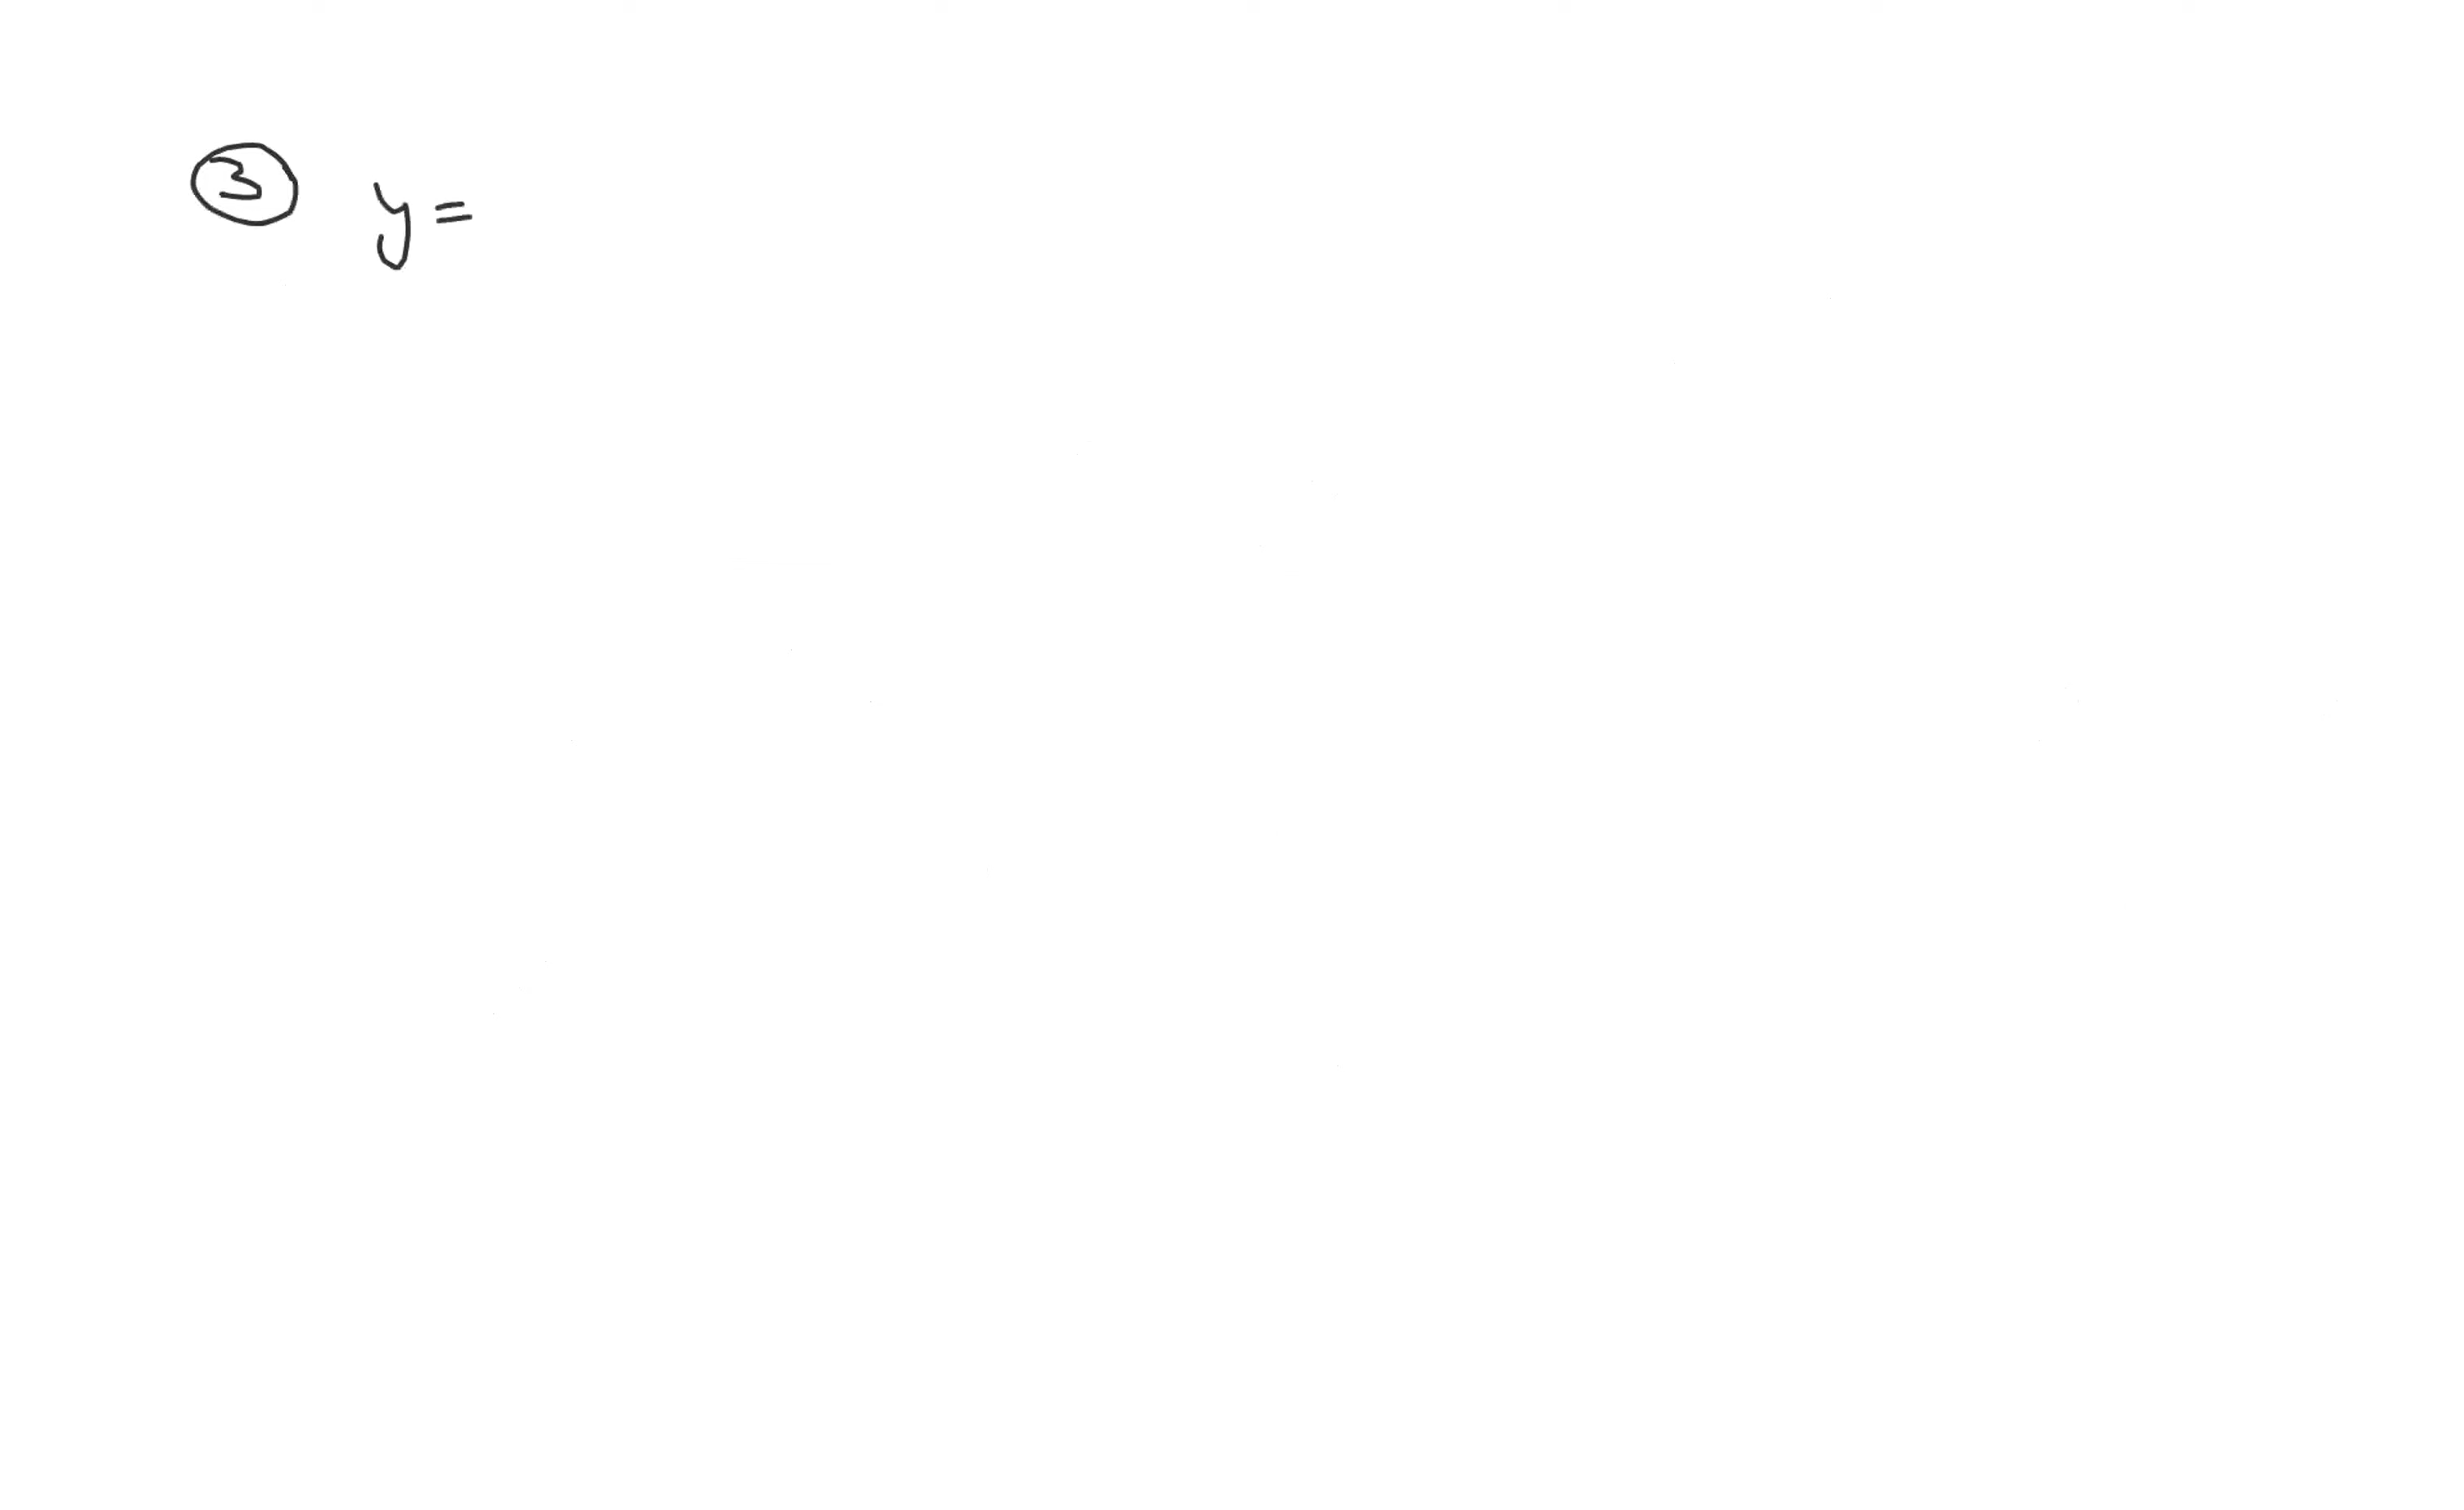 ③ y =